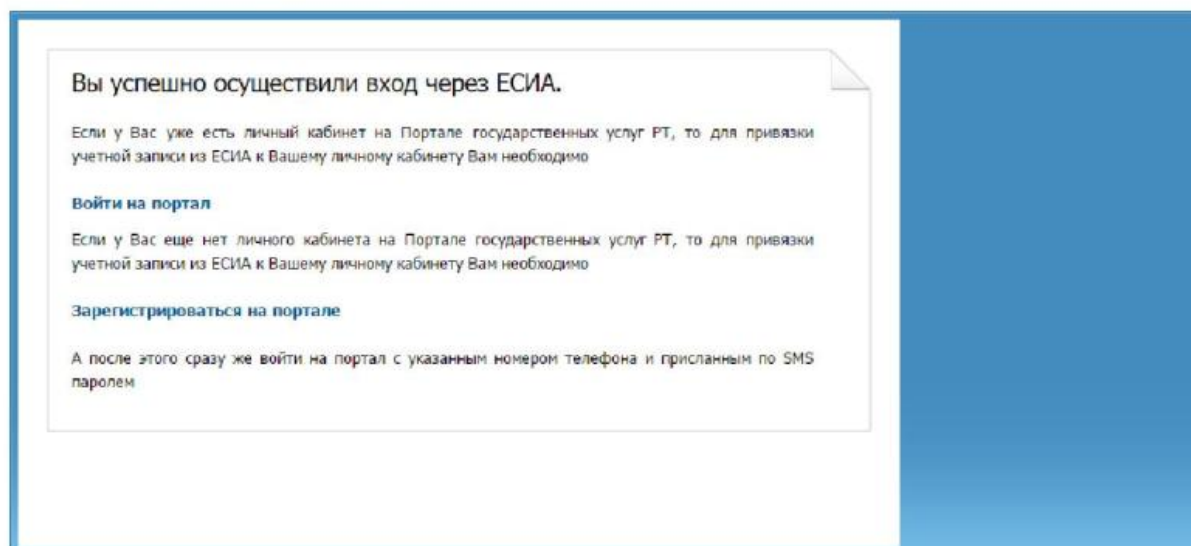 Вы успешно осуществили вход через ЕСИА.
Если у Вас уже есть личный кабинет на Портале государственных услуг РТ, то для привязки
учетной записи из ЕСИА к Вашему личному кабинету Вам необходимо
Войти на портал
Если у Вас еще нет личного кабинета на Портале государственных услуг РТ, то для привязки
учетной записи из ЕСИА к Вашему личному кабинету Вам необходимо
Зарегистрироваться на портале
А после этого сразу же войти на портал с указанным номером телефона и присланным по SMS
паролем